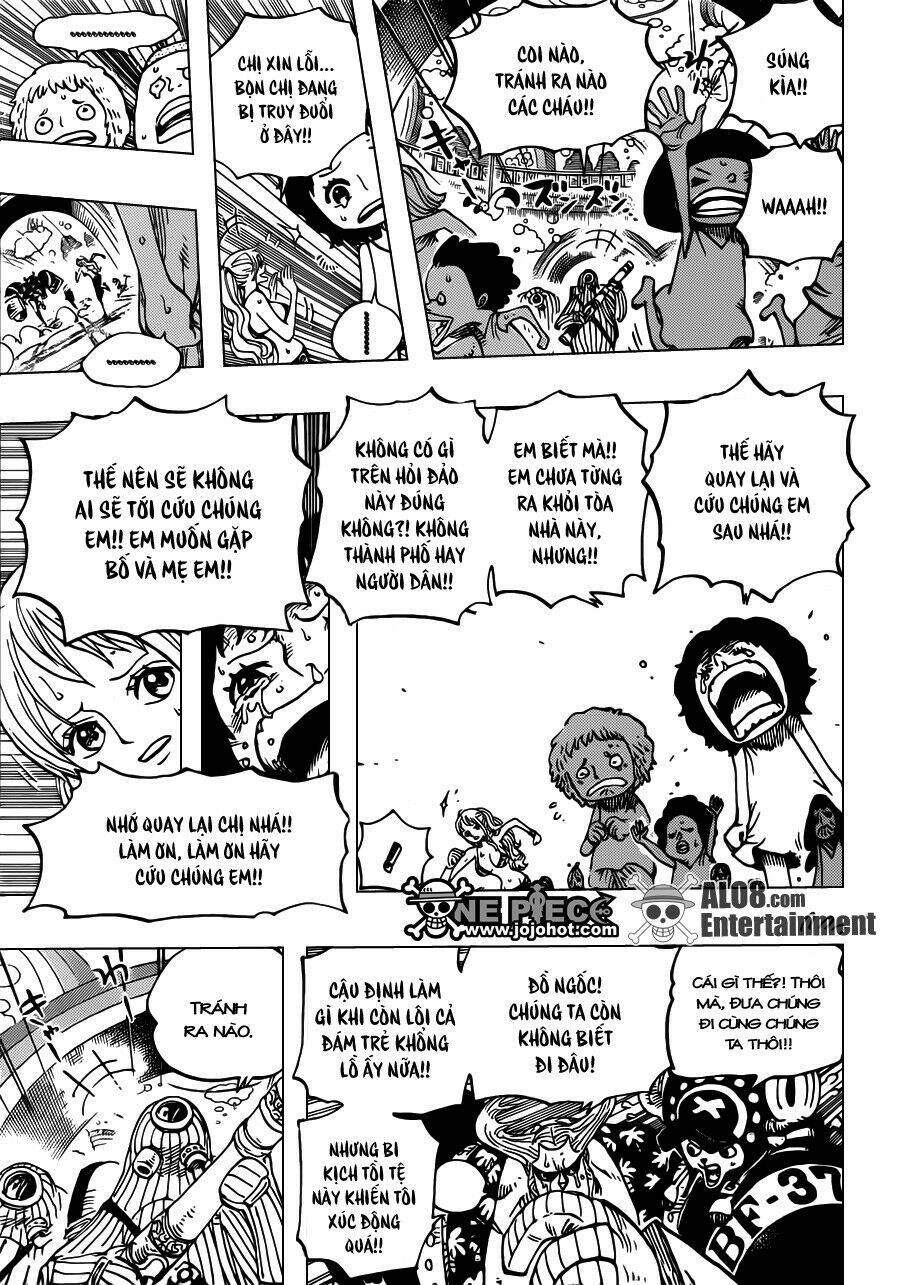 SÚNG
KÌA!!
COI NÀO,
TRÁNH RA NÀO
CÁC CHÁU!!
WAAAH!!
ズンズン
CHỊ XIN LỖI...
BỌN CHỊ ĐANG
BỊ TRUY ĐUỔI
Ở ĐÂY!!
THẾ HÃY
QUAY LẠI VÀ
CỨU CHÚNG EM
SAU NHÁ!!
EM BIẾT MÀ!!
EM CHƯA TỪNG
RA KHỎI TÒA
NHÀ NÀY,
NHƯNG!!
KHÔNG CÓ GÌ
TRÊN HỎI ĐẢO
NÀY ĐÚNG
KHÔNG?! KHÔNG
THÀNH PHỐ HAY
NGƯỜI DÂN!!
THẾ NÊN SẼ KHÔNG
AI SẼ TỚI CỨU CHÚNG
EM!! EM MUỐN GẶP
BỐ VÀ MẸ EM!!
NHỚ QUAY LẠI CHỊ NHÁ!!
LÀM ƠN, LÀM ƠN HÃY
CỨU CHÚNG EM!!
!
ONE PIECE
www.jojohot.com
ALO8.com
Entertainment
CÁI GÌ THẾ?! THÔI
MÀ, ĐƯA CHÚNG
ĐI CÙNG CHÚNG
TA THÔI!!
ĐỒ NGỐC!
CHÚNG TA CÒN
KHÔNG BIẾT
ĐI ĐÂU!
CẬU ĐỊNH LÀM
GÌ KHI CÒN LÔI CẢ
ĐÁM TRẺ KHỔNG
LỒ ẤY NỮA!!
NHƯNG BI
KỊCH TỒI TỆ
NÀY KHIẾN TÔI
XÚC ĐỘNG
QUÁ!!
BF-37
TRÁNH
RA NÀO.